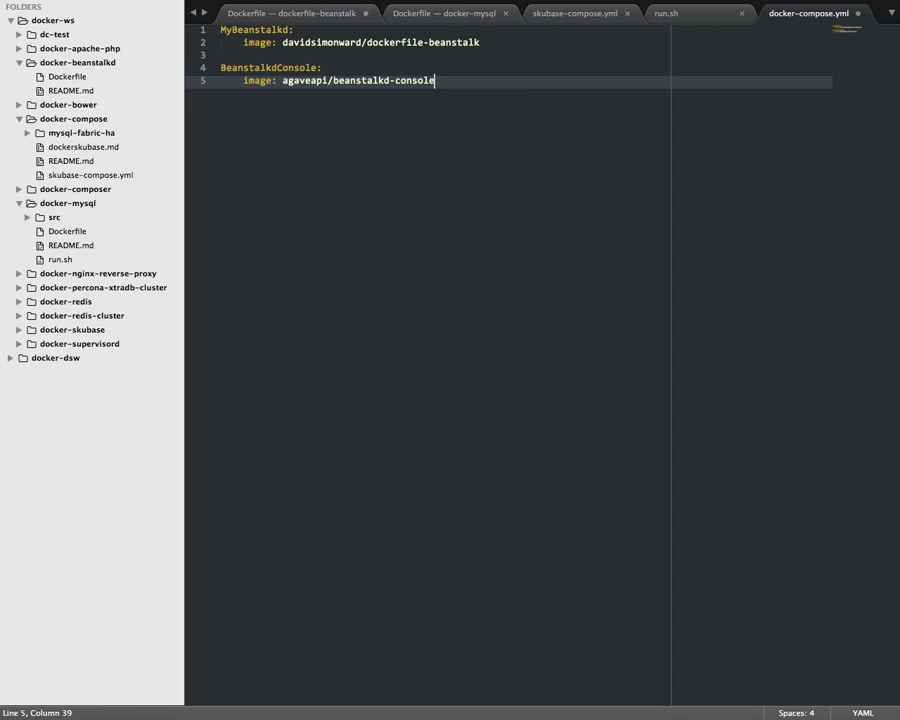 FOLDERS
docker-ws
dc-test
docker-apache-php
docker-beanstalkd
Dockerfile
README.md
docker-bower
docker-compose
mysql-fabric-ha
dockerskubase.md
README.md
skubase-compose.yml
docker-composer
docker-mysql
src
Dockerfile
README.md
run.sh
docker-nginx-reverse-proxy
docker-percona-xtradb-cluster
docker-redis
docker-redis-cluster
docker-skubase
docker-supervisord
docker-dsw
Dockerfile — dockerfile-beanstalk
Dockerfile — docker-mysql
skubase-compose.yml
run.sh
docker-compose.yml
1 MyBeanstalkd:
2 image: davidsimonward/dockerfile-beanstalk
3
4 BeanstalkdConsole:
5 image: agaveapi/beanstalkd-console
Line 5, Column 39
Spaces: 4
YAML